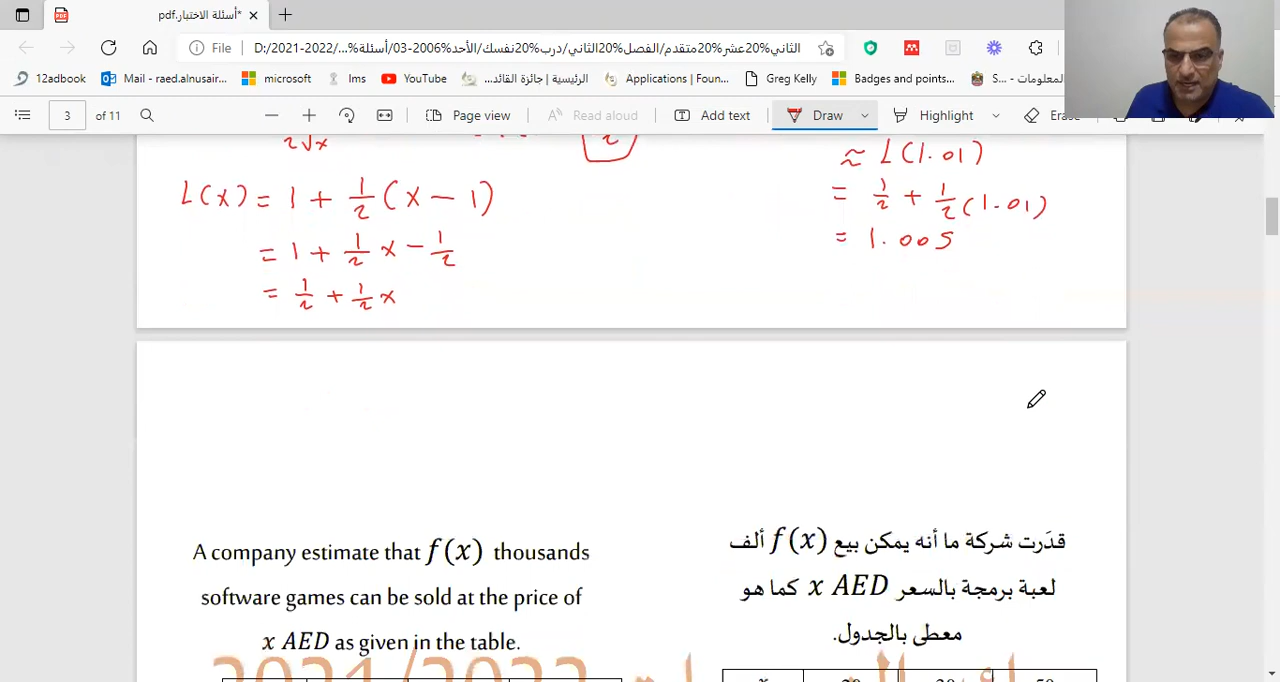 *أسئلة الاختبار.pdf
File
D:/2021-2022/الثاني%20عشر%20متقدم/الفصل%20الثاني/درب%20نفسك/الأحد%2006-03.../أسئلة
12adbook
Mail - raed.alnusair...
microsoft
lms
YouTube
الرئيسية | جائزة القائد...
Applications | Foun...
Greg Kelly
Badges and points...
المعلومات - ...S
3 of 11
Page view
Read aloud
Add text
Draw
Highlight
2√x
2
≈ L(1.01)
L(x) = 1 + 1/2 (x − 1)
= 1/2 + 1/2 (1.01)
= 1 + 1/2 x − 1/2
= 1.005
= 1/2 + 1/2 x
A company estimate that f(x) thousands
software games can be sold at the price of
x AED as given in the table.
قدَرت شركة ما أنه يمكن بيع f(x) ألف
لعبة برمجة بالسعر x AED كما هو
معطى بالجدول.
2021/2022